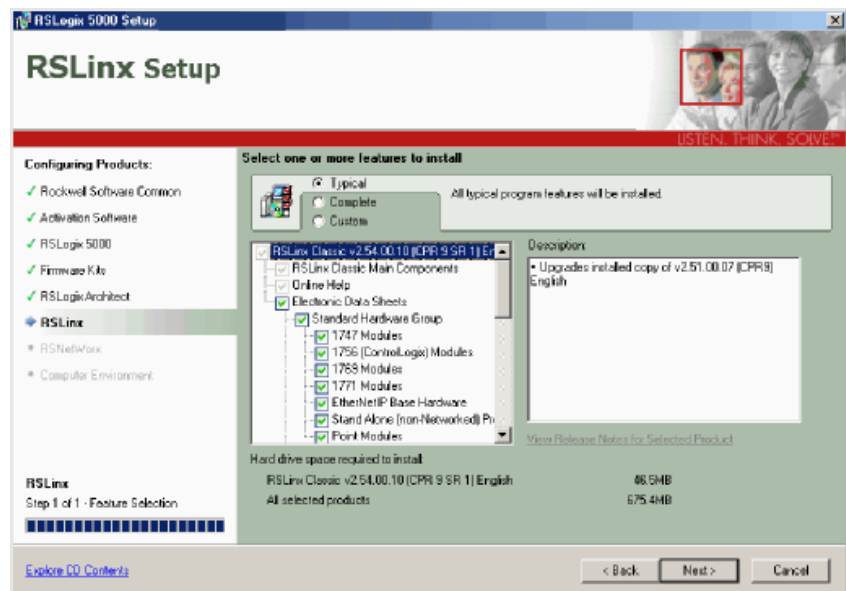 RSLogix 5000 Setup
RSLinx Setup
LISTEN. THINK. SOLVE.℠
Configuring Products:
Rockwell Software Common
Activation Software
RSLogix 5000
Firmware Kits
RSLogix Architect
RSLinx
RSNetWorx
Computer Environment
RSLinx
Step 1 of 1 - Feature Selection
Explore CD Contents
Select one or more features to install
Typical
Complete
Custom
All typical program features will be installed.
RSLinx Classic v2.54.00.10 (CPR 9 SR 1) En
RSLinx Classic Main Components
Online Help
Electronic Data Sheets
Standard Hardware Group
1747 Modules
1756 (ControlLogix) Modules
1769 Modules
1771 Modules
EtherNetIP Base Hardware
Stand Alone (non-Networked) Pr
Point Modules
Description:
• Upgrades installed copy of v2.51.00.07 (CPR9)
English
View Release Notes for Selected Product
Hard drive space required to install:
RSLinx Classic v2.54.00.10 (CPR 9 SR 1) English 46.5MB
All selected products 675.4MB
< Back
Next >
Cancel